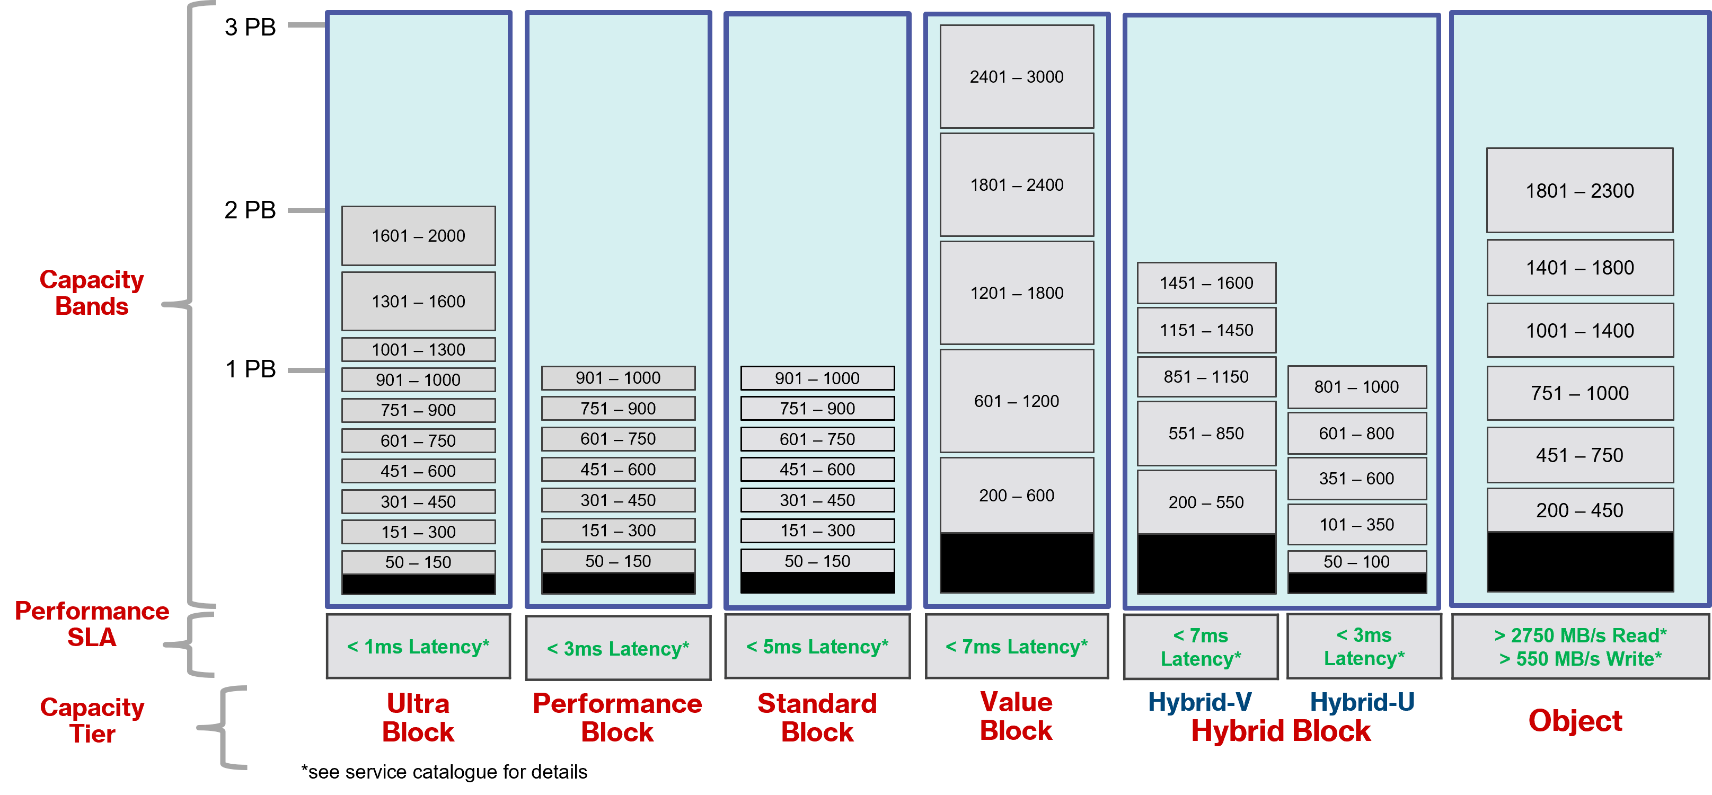 3 PB
2 PB
1 PB
Capacity
Bands
1601 – 2000
1301 – 1600
1001 – 1300
901 – 1000
751 – 900
601 – 750
451 – 600
301 – 450
151 – 300
50 – 150
901 – 1000
751 – 900
601 – 750
451 – 600
301 – 450
151 – 300
50 – 150
901 – 1000
751 – 900
601 – 750
451 – 600
301 – 450
151 – 300
50 – 150
2401 – 3000
1801 – 2400
1201 – 1800
601 – 1200
200 – 600
1451 – 1600
1151 – 1450
851 – 1150
551 – 850
200 – 550
801 – 1000
601 – 800
351 – 600
101 – 350
50 – 100
1801 – 2300
1401 – 1800
1001 – 1400
751 – 1000
451 – 750
200 – 450
Performance
SLA
< 1ms Latency*
< 3ms Latency*
< 5ms Latency*
< 7ms Latency*
< 7ms
Latency*
< 3ms
Latency*
> 2750 MB/s Read*
> 550 MB/s Write*
Capacity
Tier
Ultra
Block
Performance
Block
Standard
Block
Value
Block
Hybrid-V
Hybrid-U
Hybrid Block
Object
*see service catalogue for details